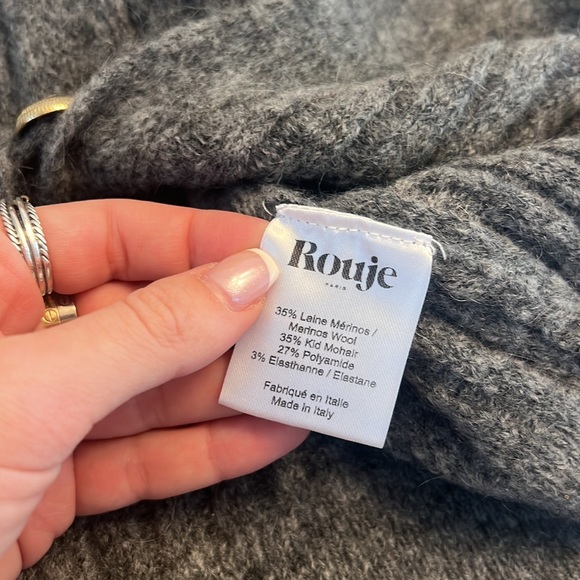 Rouje
PARIS
35% Laine Mérinos /
Merinos Wool
35% Kid Mohair
27% Polyamide
3% Elasthanne / Elastane
Fabriqué en Italie
Made in Italy